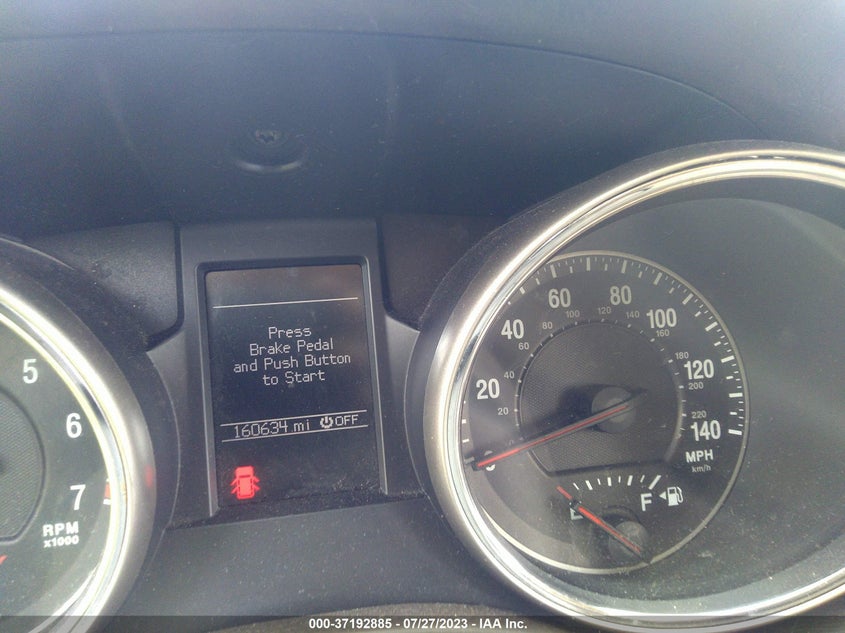 Press
Brake Pedal
and Push Button
to Start
160634 mi OFF
5
6
7
RPM
x1000
0
20
40
60
80
100
120
140
MPH
km/h
20
40
60
80
100
120
140
160
180
200
220
E
F
000-37192885 / 07/27/2023 - IAA Inc.